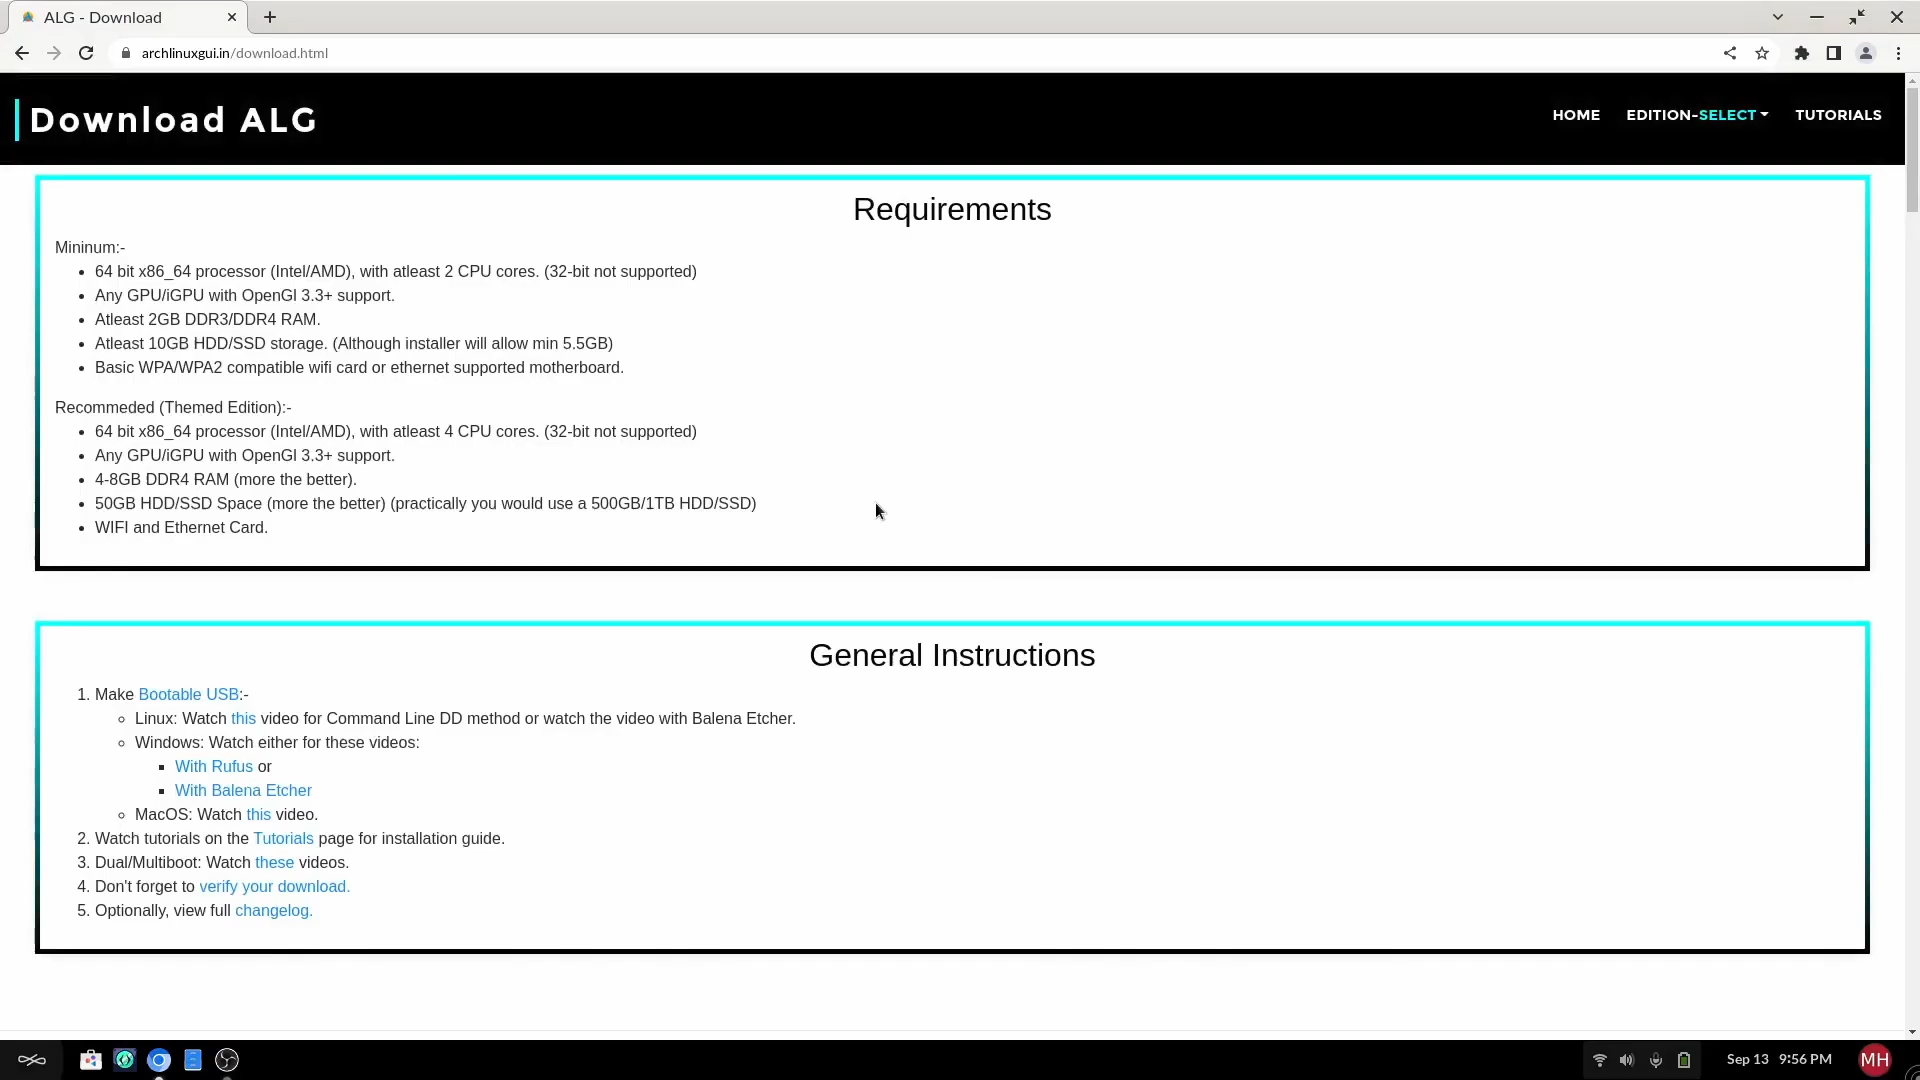 ALG - Download
archlinuxgui.in/download.html
Download ALG
HOME EDITION-SELECT TUTORIALS
Requirements
Mininum:-
64 bit x86_64 processor (Intel/AMD), with atleast 2 CPU cores. (32-bit not supported)
Any GPU/iGPU with OpenGl 3.3+ support.
Atleast 2GB DDR3/DDR4 RAM.
Atleast 10GB HDD/SSD storage. (Although installer will allow min 5.5GB)
Basic WPA/WPA2 compatible wifi card or ethernet supported motherboard.
Recommeded (Themed Edition):-
64 bit x86_64 processor (Intel/AMD), with atleast 4 CPU cores. (32-bit not supported)
Any GPU/iGPU with OpenGl 3.3+ support.
4-8GB DDR4 RAM (more the better).
50GB HDD/SSD Space (more the better) (practically you would use a 500GB/1TB HDD/SSD)
WIFI and Ethernet Card.
General Instructions
1. Make Bootable USB:-
Linux: Watch this video for Command Line DD method or watch the video with Balena Etcher.
Windows: Watch either for these videos:
With Rufus or
With Balena Etcher
MacOS: Watch this video.
2. Watch tutorials on the Tutorials page for installation guide.
3. Dual/Multiboot: Watch these videos.
4. Don't forget to verify your download.
5. Optionally, view full changelog.
Sep 13 9:56 PM MH